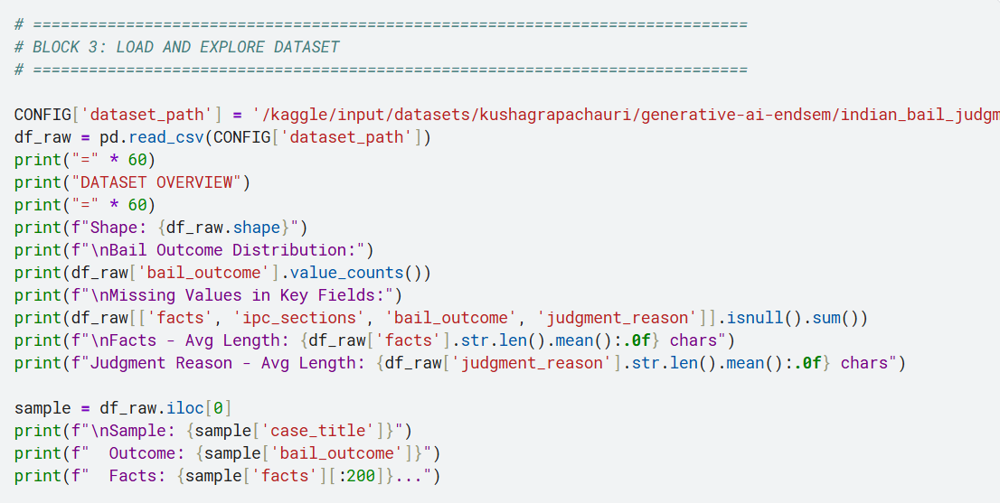 # ============================================================================
# BLOCK 3: LOAD AND EXPLORE DATASET
# ============================================================================
CONFIG['dataset_path'] = '/kaggle/input/datasets/kushagrapachauri/generative-ai-endsem/indian_bail_judgm
df_raw = pd.read_csv(CONFIG['dataset_path'])
print("=" * 60)
print("DATASET OVERVIEW")
print("=" * 60)
print(f"Shape: {df_raw.shape}")
print(f"\nBail Outcome Distribution:")
print(df_raw['bail_outcome'].value_counts())
print(f"\nMissing Values in Key Fields:")
print(df_raw[['facts', 'ipc_sections', 'bail_outcome', 'judgment_reason']].isnull().sum())
print(f"\nFacts - Avg Length: {df_raw['facts'].str.len().mean():.0f} chars")
print(f"Judgment Reason - Avg Length: {df_raw['judgment_reason'].str.len().mean():.0f} chars")
sample = df_raw.iloc[0]
print(f"\nSample: {sample['case_title']}")
print(f"  Outcome: {sample['bail_outcome']}")
print(f"  Facts: {sample['facts'][:200]}...")